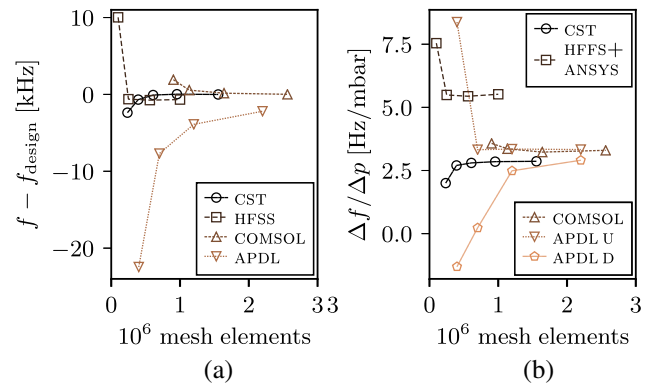 10
0
−10
−20
f − f_design [kHz]
CST
HFSS
COMSOL
APDL
0 1 2 3
10^6 mesh elements
(a)
7.5
5.0
2.5
0.0
Δf/Δp [Hz/mbar]
CST
HFFS+
ANSYS
COMSOL
APDL U
APDL D
3 0 1 2 3
10^6 mesh elements
(b)